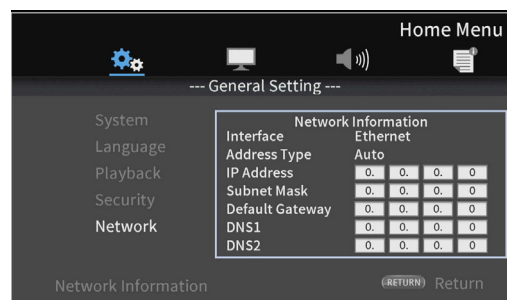 Home Menu
--- General Setting ---
System
Language
Playback
Security
Network
Network Information
Interface Ethernet
Address Type Auto
IP Address 0. 0. 0. 0
Subnet Mask 0. 0. 0. 0
Default Gateway 0. 0. 0. 0
DNS1 0. 0. 0. 0
DNS2 0. 0. 0. 0
Network Information
RETURN Return